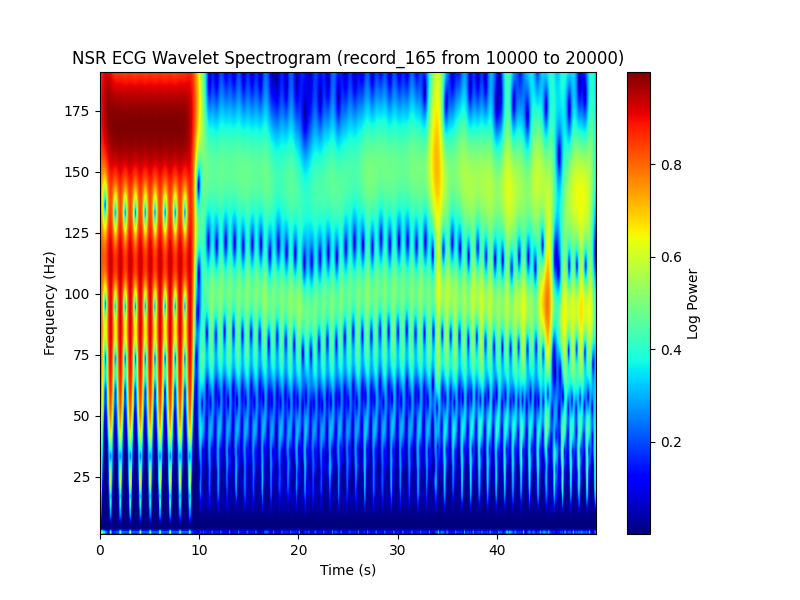 NSR ECG Wavelet Spectrogram (record_165 from 10000 to 20000)
175
150
125
100
75
50
25
Frequency (Hz)
0 10 20 30 40
Time (s)
0.8
0.6
0.4
0.2
Log Power